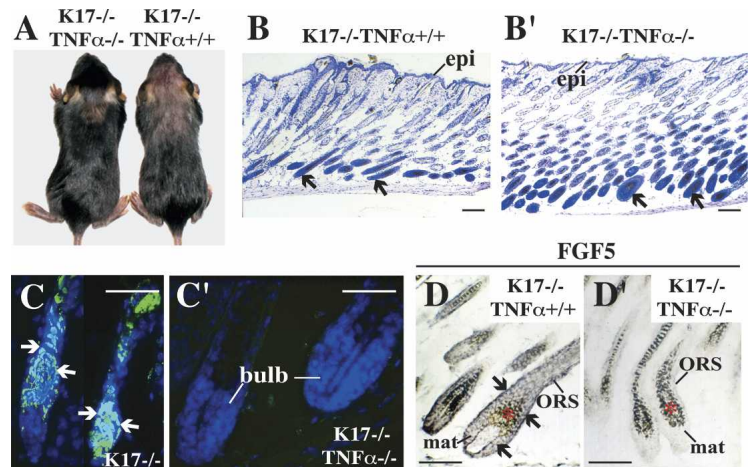 A
K17-/-
TNFα-/-
K17-/-
TNFα+/+
B
K17-/-TNFα+/+
epi
B'
K17-/-TNFα-/-
epi
FGF5
C
K17-/-
C'
bulb
K17-/-
TNFα-/-
D
K17-/-
TNFα+/+
ORS
mat
D'
K17-/-
TNFα-/-
ORS
mat